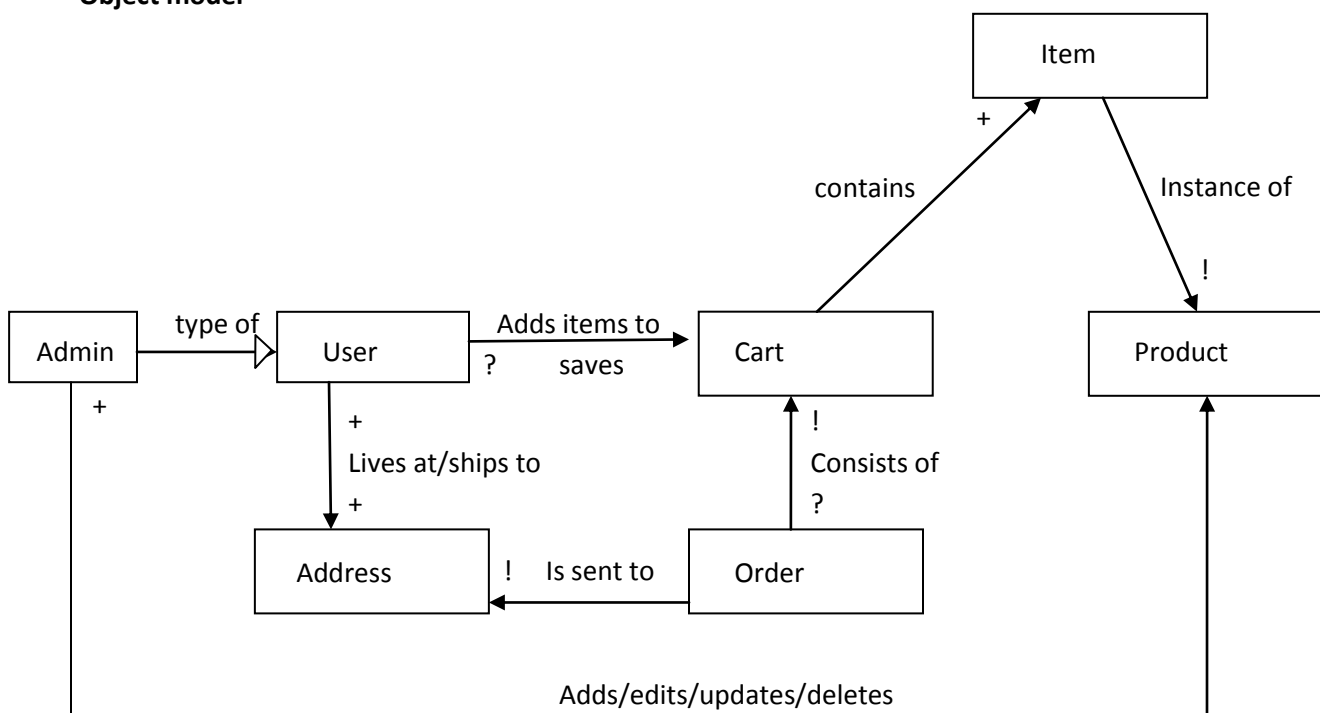 Object model
Item
+
contains
Instance of
!
Admin
type of
User
Adds items to
? saves
Cart
Product
+
+
Lives at/ships to
+
!
Consists of
?
Address
! Is sent to
Order
Adds/edits/updates/deletes